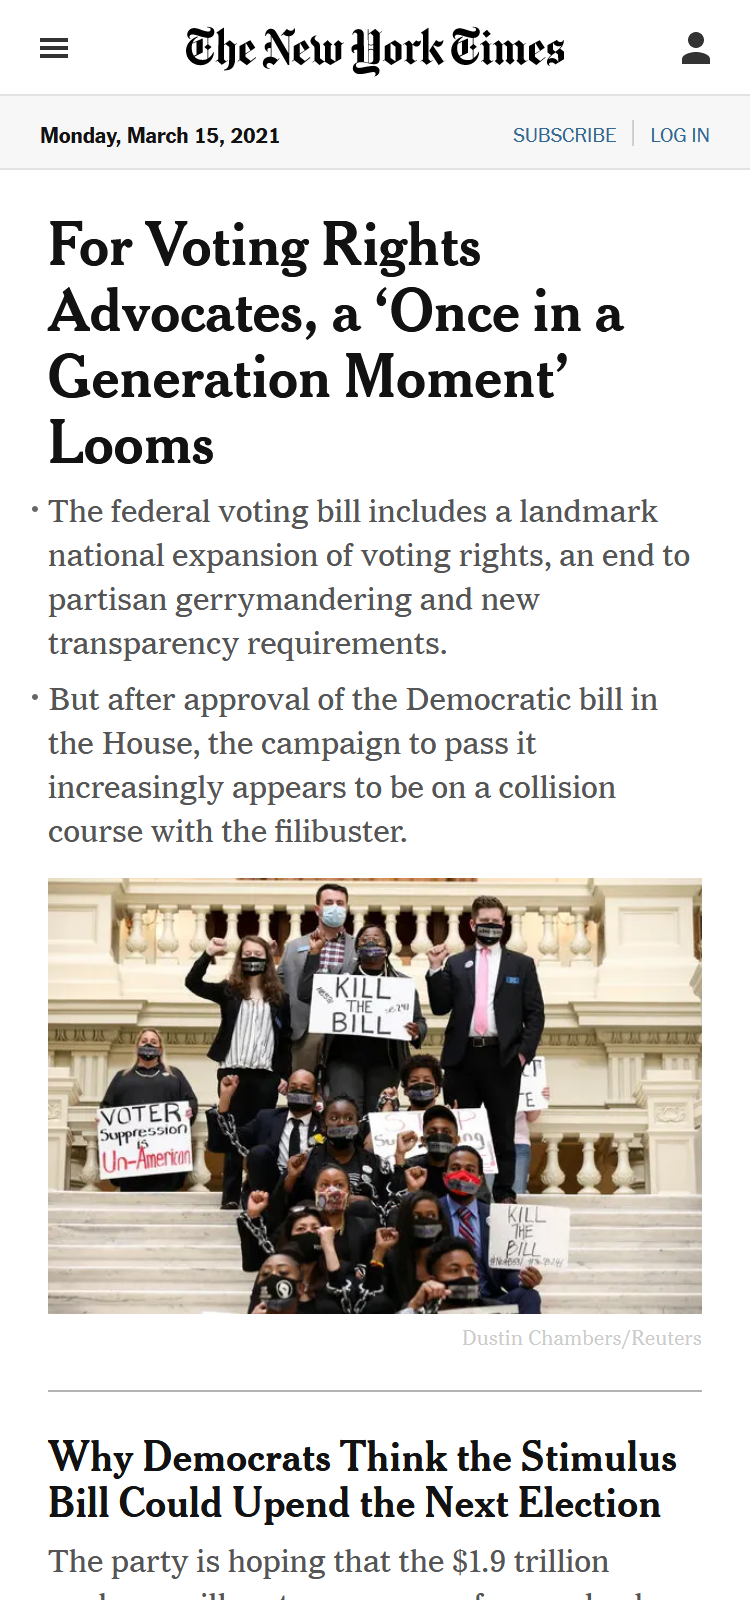 The New York Times
Monday, March 15, 2021
SUBSCRIBE
LOG IN
For Voting Rights
Advocates, a ‘Once in a
Generation Moment’
Looms
• The federal voting bill includes a landmark
national expansion of voting rights, an end to
partisan gerrymandering and new
transparency requirements.
• But after approval of the Democratic bill in
the House, the campaign to pass it
increasingly appears to be on a collision
course with the filibuster.
KILL
THE
BILL
VOTER
Suppression
is
Un-American
KILL
THE
BILL
Dustin Chambers/Reuters
Why Democrats Think the Stimulus
Bill Could Upend the Next Election
The party is hoping that the $1.9 trillion